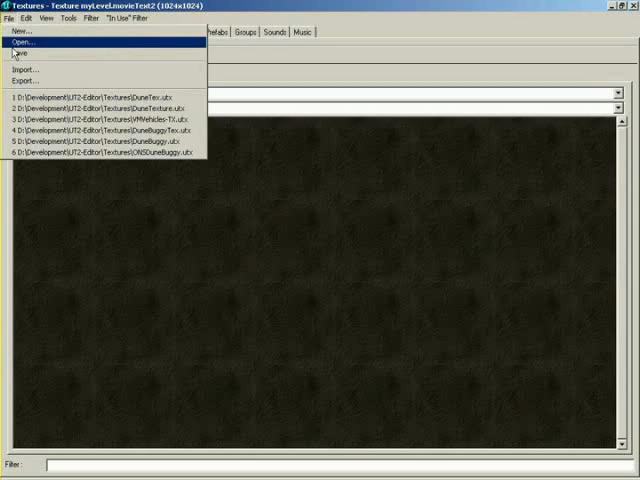 Textures - Texture myLevel.movieText2 (1024x1024)
File Edit View Tools Filter "In Use" Filter
New...
Prefabs Groups Sounds Music
Open...
Save
Import...
Export...
1 D:\Development\UT2-Editor\Textures\DuneTex.utx
2 D:\Development\UT2-Editor\Textures\DuneTexture.utx
3 D:\Development\UT2-Editor\Textures\VMVehicles-TX.utx
4 D:\Development\UT2-Editor\Textures\DuneBuggyTex.utx
5 D:\Development\UT2-Editor\Textures\DuneBuggy.utx
6 D:\Development\UT2-Editor\Textures\ONSDuneBuggy.utx
Filter :